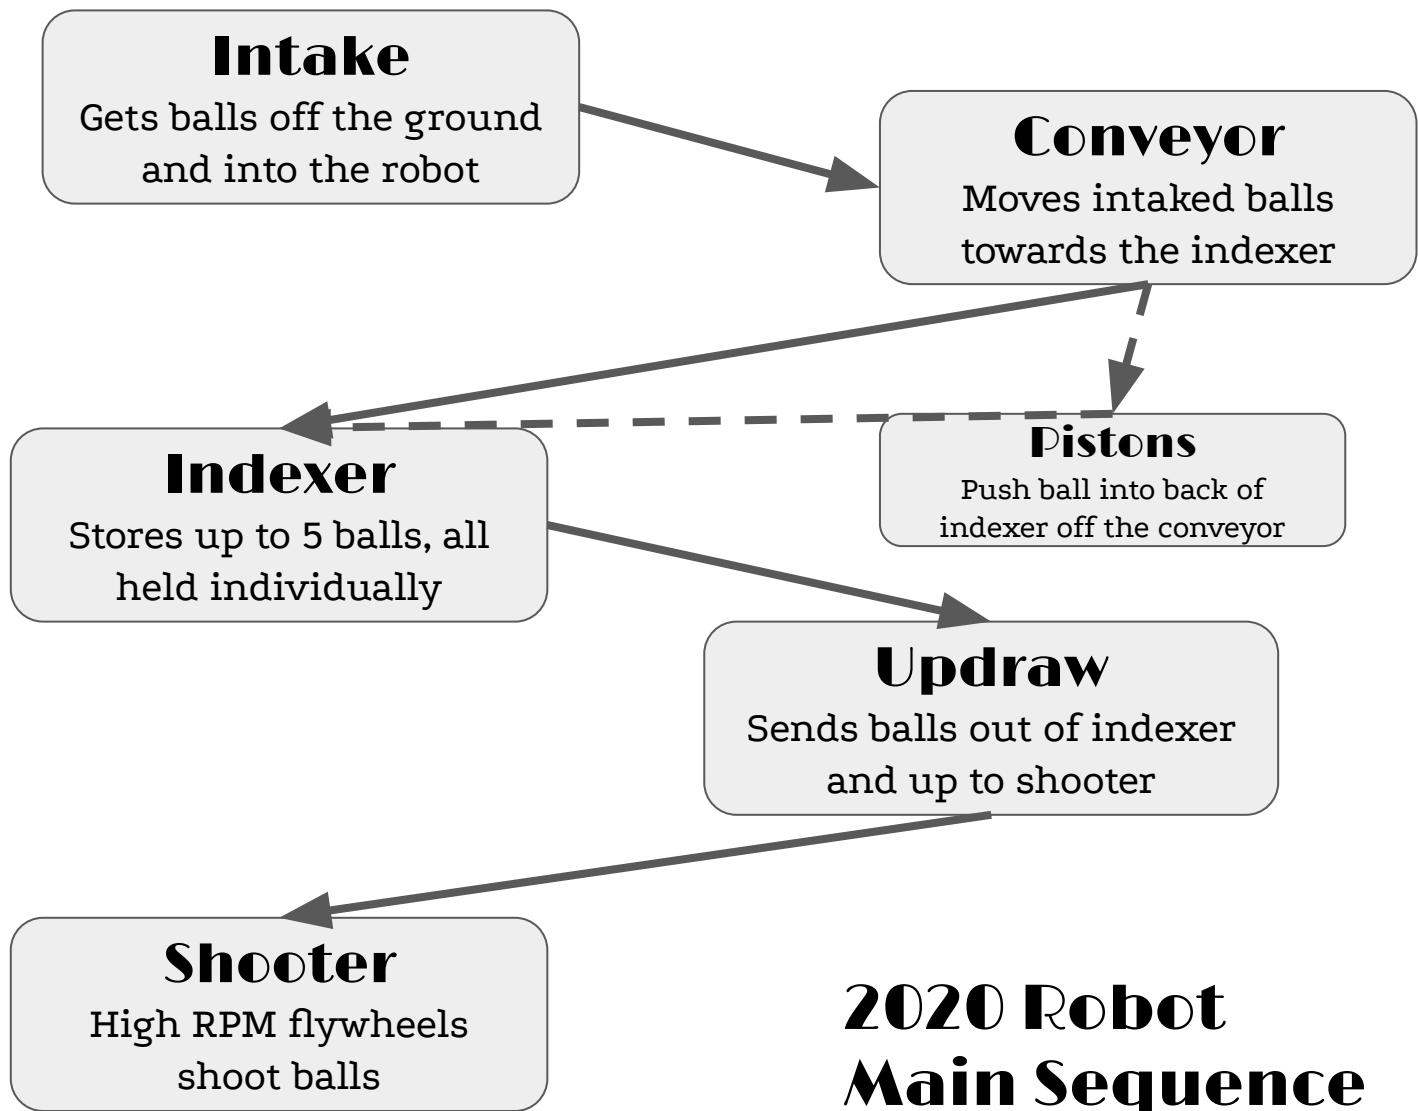 Intake
Gets balls off the ground
and into the robot
Conveyor
Moves intaked balls
towards the indexer
Pistons
Push ball into back of
indexer off the conveyor
Indexer
Stores up to 5 balls, all
held individually
Updraw
Sends balls out of indexer
and up to shooter
Shooter
High RPM flywheels
shoot balls
2020 Robot
Main Sequence